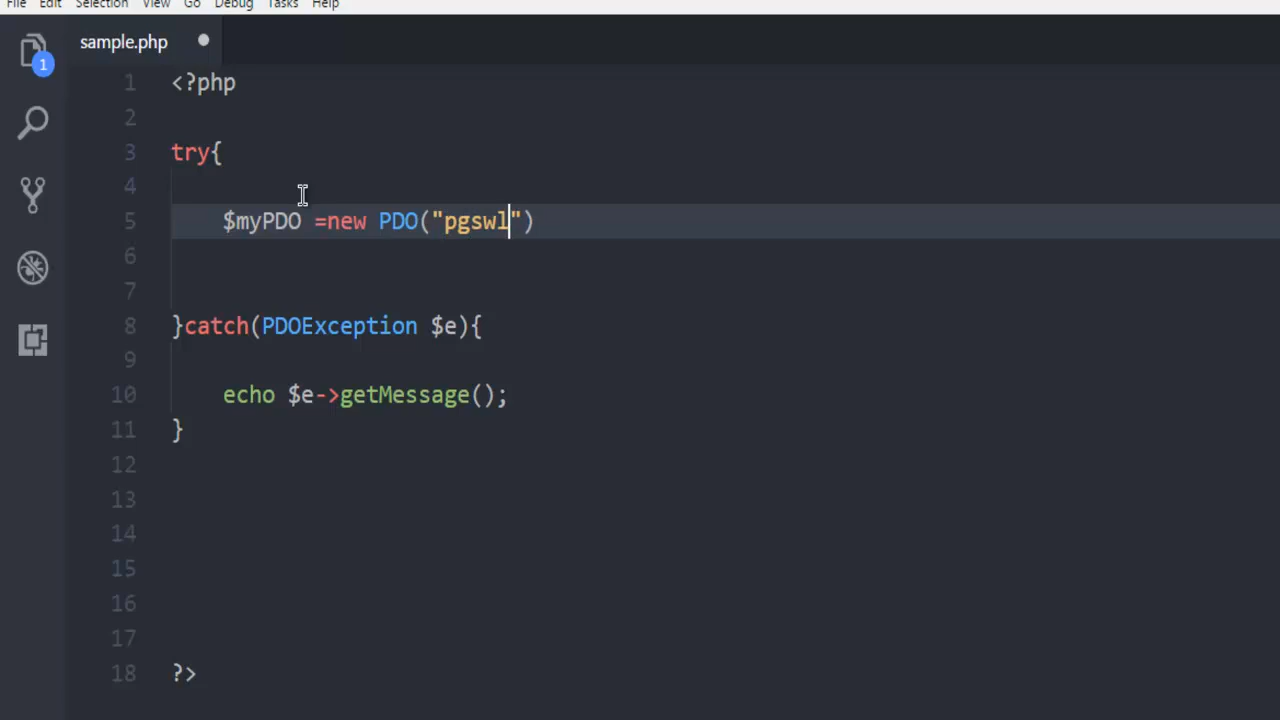 File Edit Selection View Go Debug Tasks Help
sample.php
1
1 <?php
2
3 try{
4
5 $myPDO =new PDO("pgswl")
6
7
8 }catch(PDOException $e){
9
10 echo $e->getMessage();
11 }
12
13
14
15
16
17
18 ?>